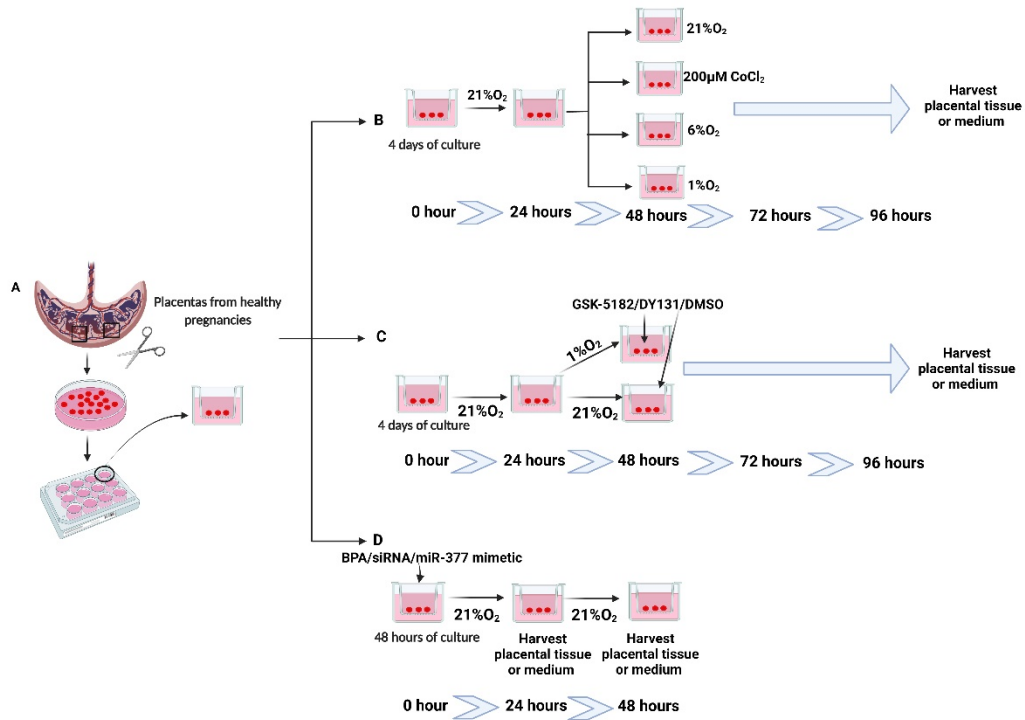 A
Placentas from healthy
pregnancies
B
4 days of culture
21%O₂
21%O₂
200µM CoCl₂
6%O₂
1%O₂
Harvest
placental tissue
or medium
0 hour
24 hours
48 hours
72 hours
96 hours
C
4 days of culture
21%O₂
1%O₂
21%O₂
GSK-5182/DY131/DMSO
Harvest
placental tissue
or medium
0 hour
24 hours
48 hours
72 hours
96 hours
D
BPA/siRNA/miR-377 mimetic
48 hours of culture
21%O₂
21%O₂
Harvest
placental tissue
or medium
Harvest
placental tissue
or medium
0 hour
24 hours
48 hours